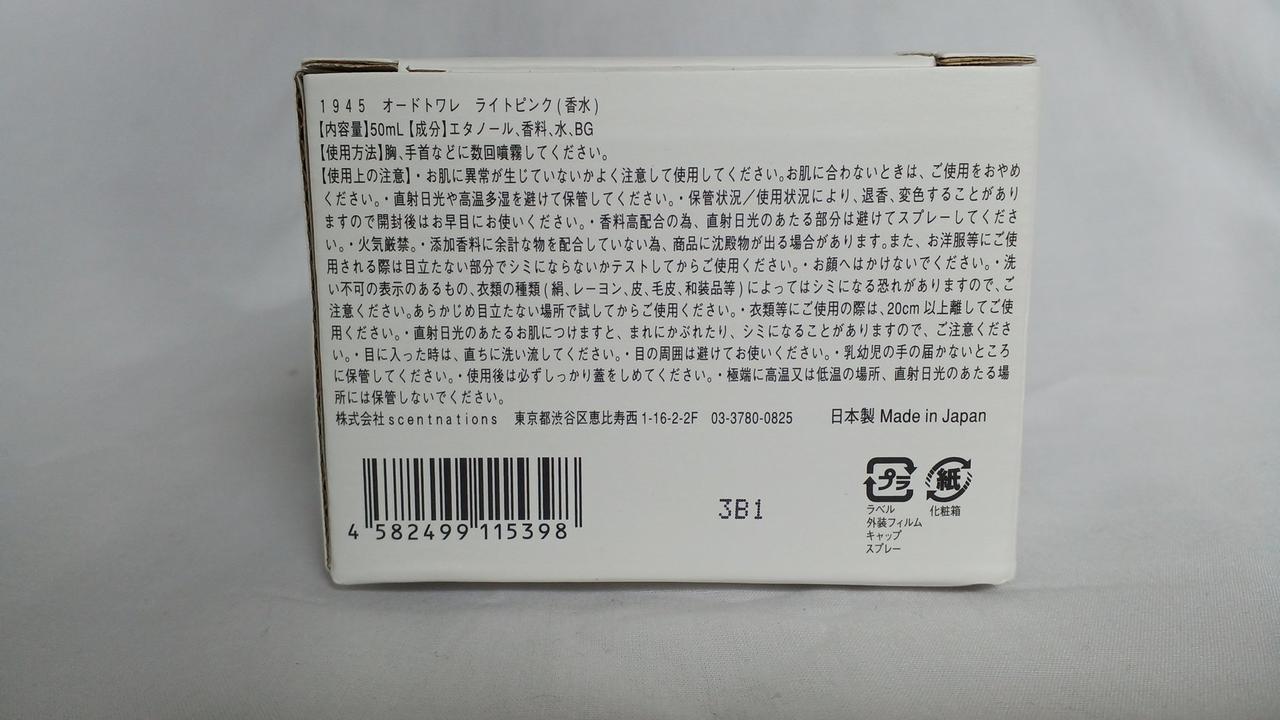 1945 オードトワレ ライトピンク(香水)
【内容量】50mL【成分】エタノール、香料、水、BG
【使用方法】胸、手首などに数回噴霧してください。
【使用上の注意】・お肌に異常が生じていないかよく注意して使用してください。お肌に合わないときは、ご使用をおやめ
ください。・直射日光や高温多湿を避けて保管してください。・保管状況/使用状況により、退香、変色することがあり
ますので開封後はお早目にお使いください。・香料高配合の為、直射日光のあたる部分は避けてスプレーしてくださ
い。・火気厳禁。・添加香料に余計な物を配合していない為、商品に沈殿物が出る場合があります。また、お洋服等にご使
用される際は目立たない部分でシミにならないかテストしてからご使用ください。・お顔へはかけないでください。・洗
い不可の表示のあるもの、衣類の種類(絹、レーヨン、皮、毛皮、和装品等)によってはシミになる恐れがありますので、ご
注意ください。あらかじめ目立たない場所で試してからご使用ください。・衣類等にご使用の際は、20cm以上離してご使
用ください。・直射日光のあたるお肌につけますと、まれにかぶれたり、シミになることがありますので、ご注意くださ
い。・目に入った時は、直ちに洗い流してください。・目の周囲は避けてお使いください。・乳幼児の手の届かないところ
に保管してください。・使用後は必ずしっかり蓋をしめてください。・極端に高温又は低温の場所、直射日光のあたる場
所には保管しないでください。
株式会社scentnations 東京都渋谷区恵比寿西1-16-2-2F 03-3780-0825 日本製 Made in Japan
プラ 紙
ラベル 化粧箱
外装フィルム
キャップ
スプレー
3B1
4 582499 115398